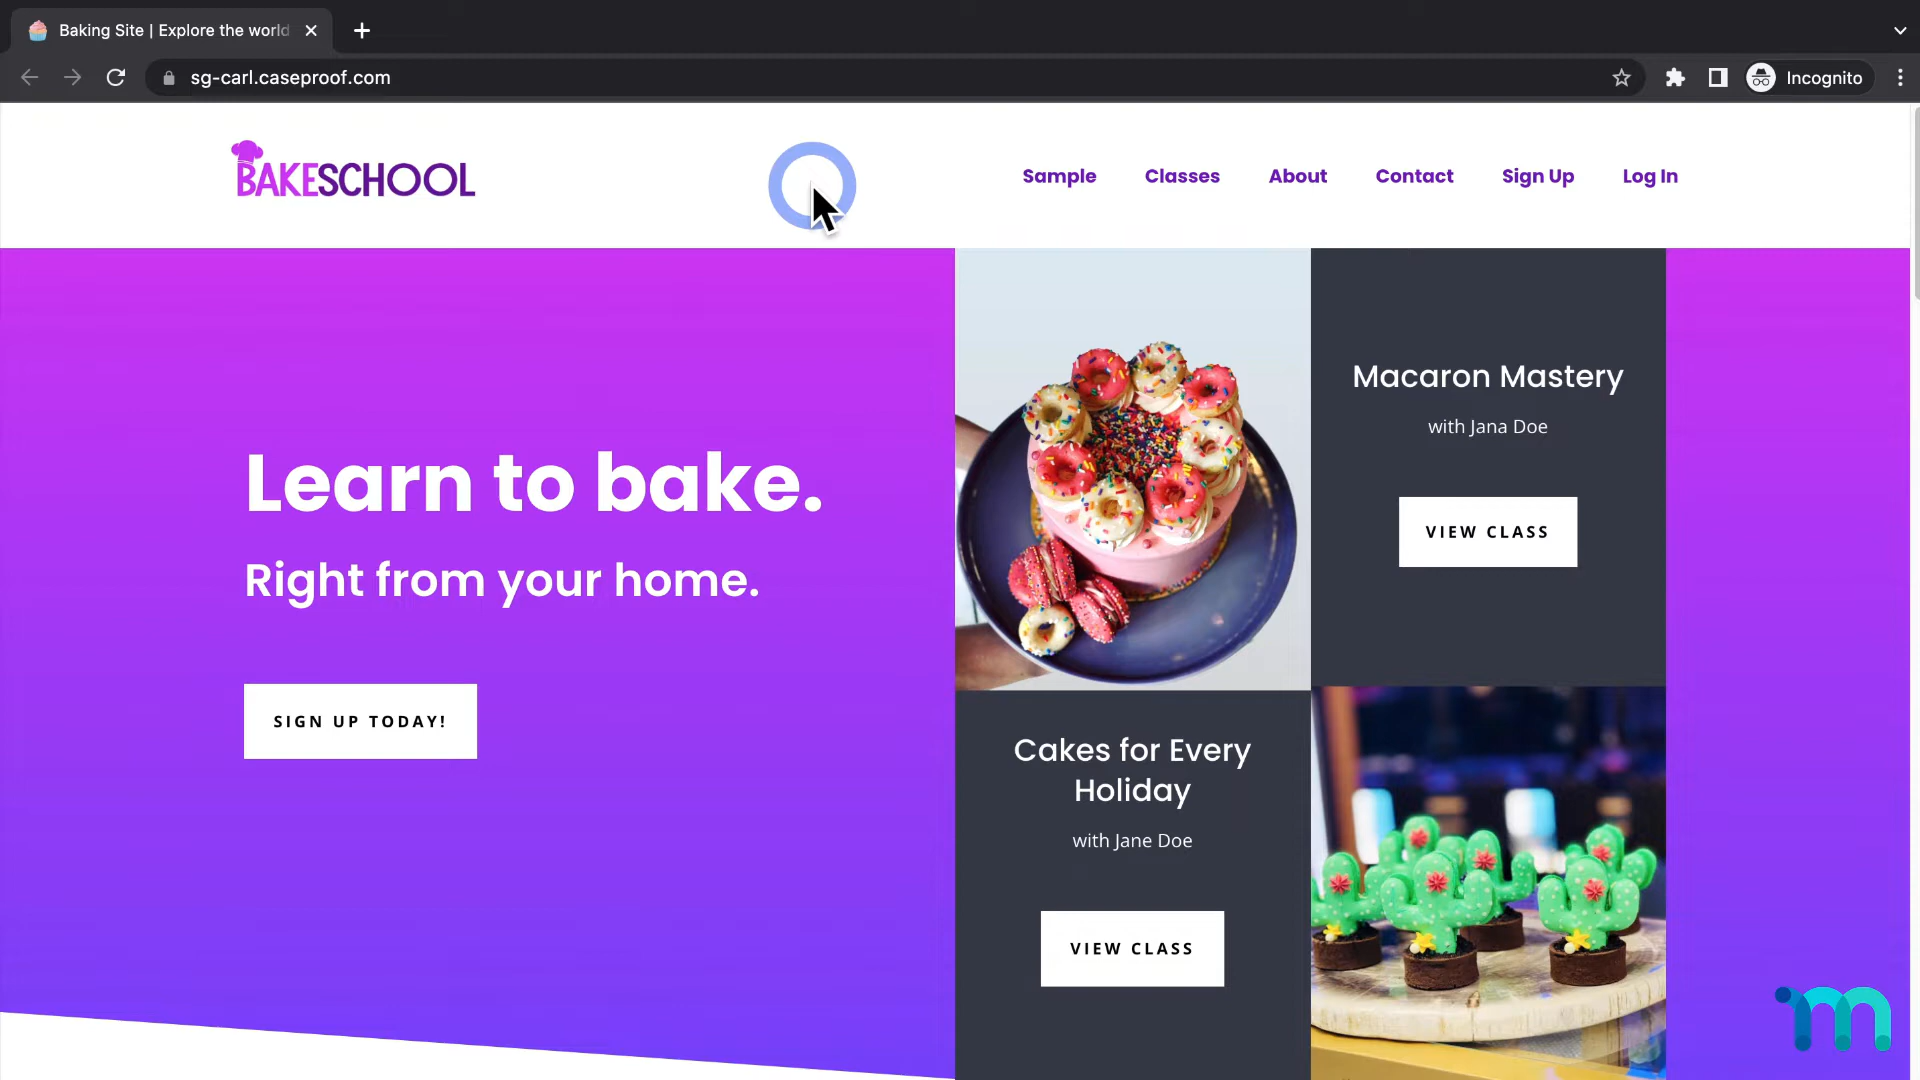 Baking Site | Explore the world
sg-carl.caseproof.com
Incognito
BAKESCHOOL
Sample
Classes
About
Contact
Sign Up
Log In
Learn to bake.
Right from your home.
SIGN UP TODAY!
Macaron Mastery
with Jana Doe
VIEW CLASS
Cakes for Every
Holiday
with Jane Doe
VIEW CLASS
m